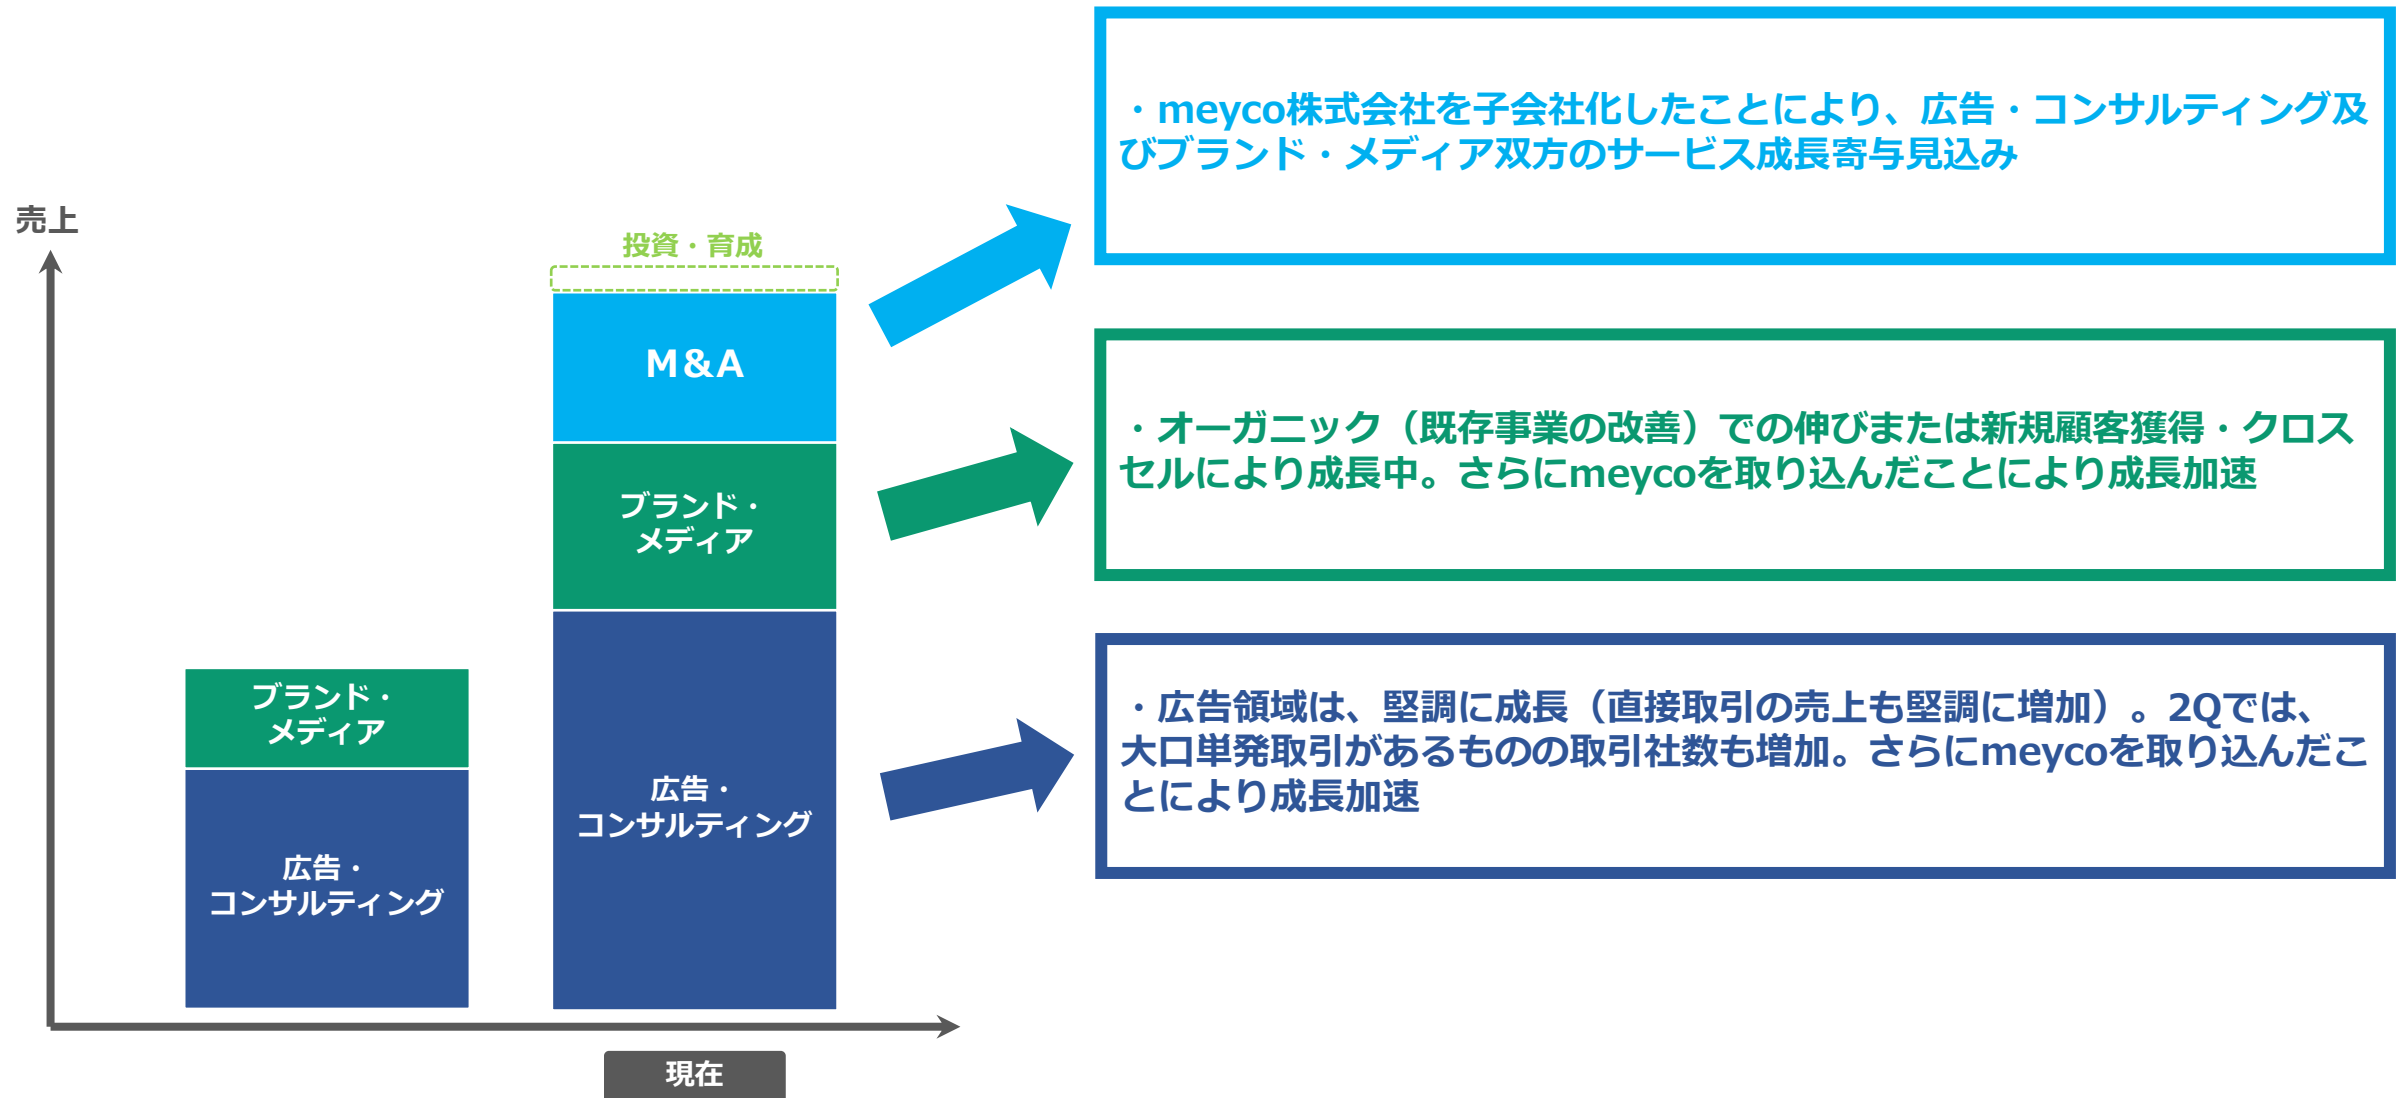 売上
ブランド・
メディア
広告・
コンサルティング
投資・育成
M&A
ブランド・
メディア
広告・
コンサルティング
現在
・meyco株式会社を子会社化したことにより、広告・コンサルティング及
びブランド・メディア双方のサービス成長寄与見込み
・オーガニック（既存事業の改善）での伸びまたは新規顧客獲得・クロス
セルにより成長中。さらにmeycoを取り込んだことにより成長加速
・広告領域は、堅調に成長（直接取引の売上も堅調に増加）。2Qでは、
大口単発取引があるものの取引社数も増加。さらにmeycoを取り込んだこ
とにより成長加速